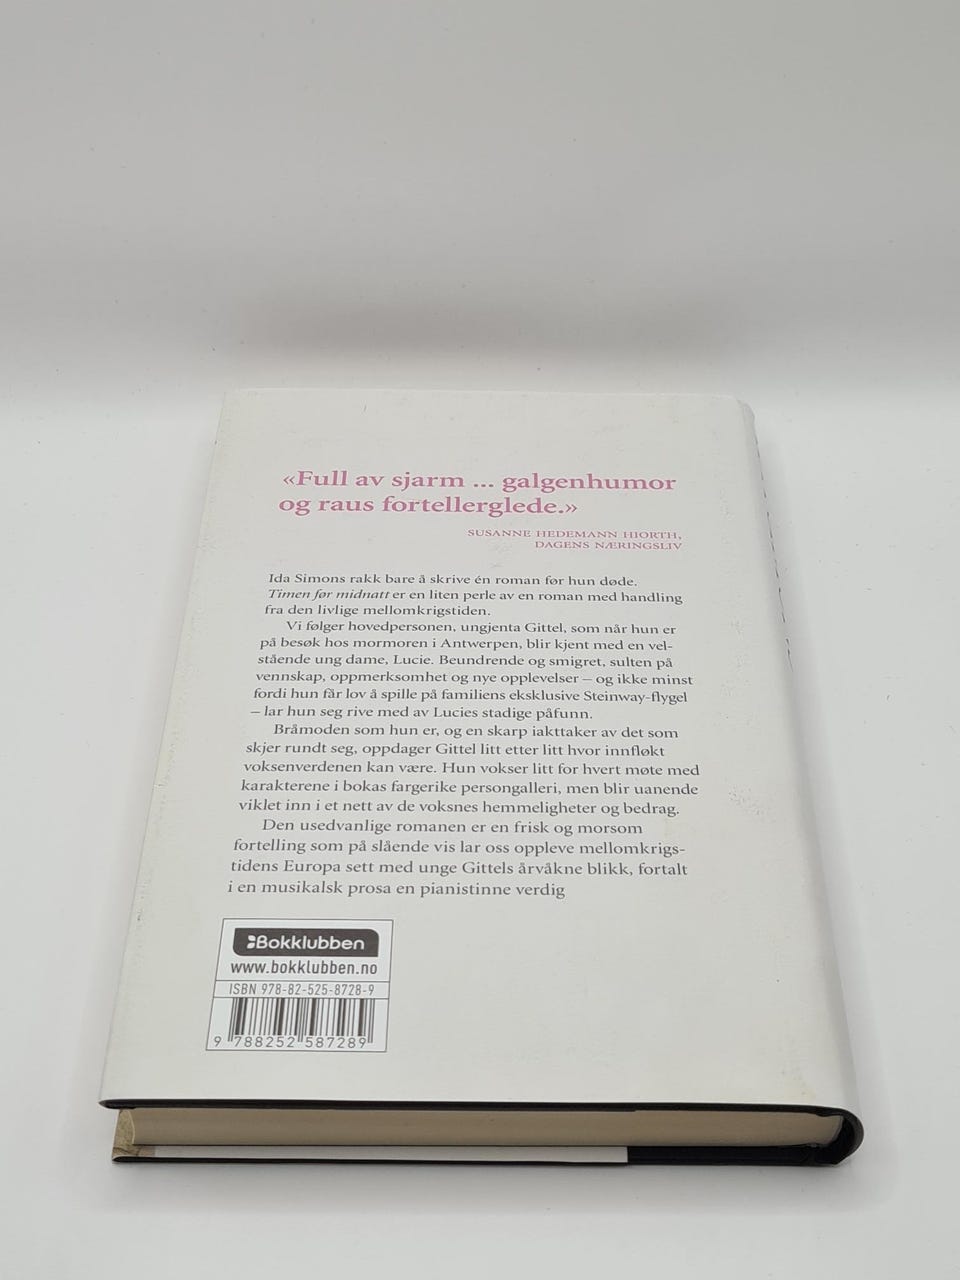 «Full av sjarm ... galgenhumor
og raus fortellerglede.»
SUSANNE HEDEMANN HIORTH,
DAGENS NÆRINGSLIV
Ida Simons rakk bare å skrive én roman før hun døde.
Timen før midnatt er en liten perle av en roman med handling
fra den livlige mellomkrigstiden.
Vi følger hovedpersonen, ungjenta Gittel, som når hun er
på besøk hos mormoren i Antwerpen, blir kjent med en vel-
stående ung dame, Lucie. Beundrende og smigret, sulten på
vennskap, oppmerksomhet og nye opplevelser – og ikke minst
fordi hun får lov å spille på familiens eksklusive Steinway-flygel
– lar hun seg rive med av Lucies stadige påfunn.
Bråmoden som hun er, og en skarp iakttaker av det som
skjer rundt seg, oppdager Gittel litt etter litt hvor innfløkt
voksenverdenen kan være. Hun vokser litt for hvert møte med
karakterene i bokas fargerike persongalleri, men blir uanende
viklet inn i et nett av de voksnes hemmeligheter og bedrag.
Den usedvanlige romanen er en frisk og morsom
fortelling som på slående vis lar oss oppleve mellomkrigs-
tidens Europa sett med unge Gittels årvåkne blikk, fortalt
i en musikalsk prosa en pianistinne verdig
Bokklubben
www.bokklubben.no
ISBN 978-82-525-8728-9
9 788252 587289